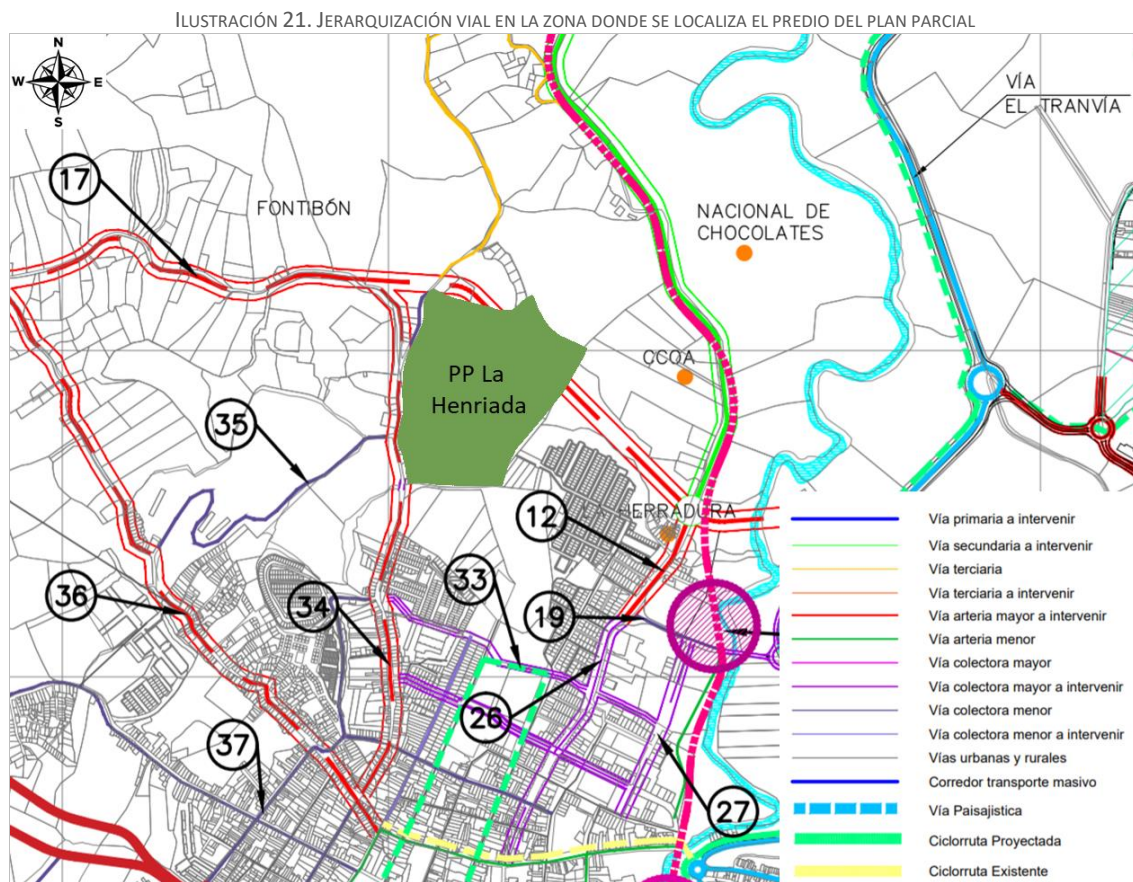 ILUSTRACIÓN 21. JERARQUIZACIÓN VIAL EN LA ZONA DONDE SE LOCALIZA EL PREDIO DEL PLAN PARCIAL
N
W E
S
VÍA
EL TRANVÍA
17
FONTIBÓN
NACIONAL DE
CHOCOLATES
CCOA
PP La
Henriada
35
12
HERRADURA
33
19
36
34
26
37
27
Vía primaria a intervenir
Vía secundaria a intervenir
Vía terciaria
Vía terciaria a intervenir
Vía arteria mayor a intervenir
Vía arteria menor
Vía colectora mayor
Vía colectora mayor a intervenir
Vía colectora menor
Vía colectora menor a intervenir
Vías urbanas y rurales
Corredor transporte masivo
Vía Paisajistica
Ciclorruta Proyectada
Ciclorruta Existente